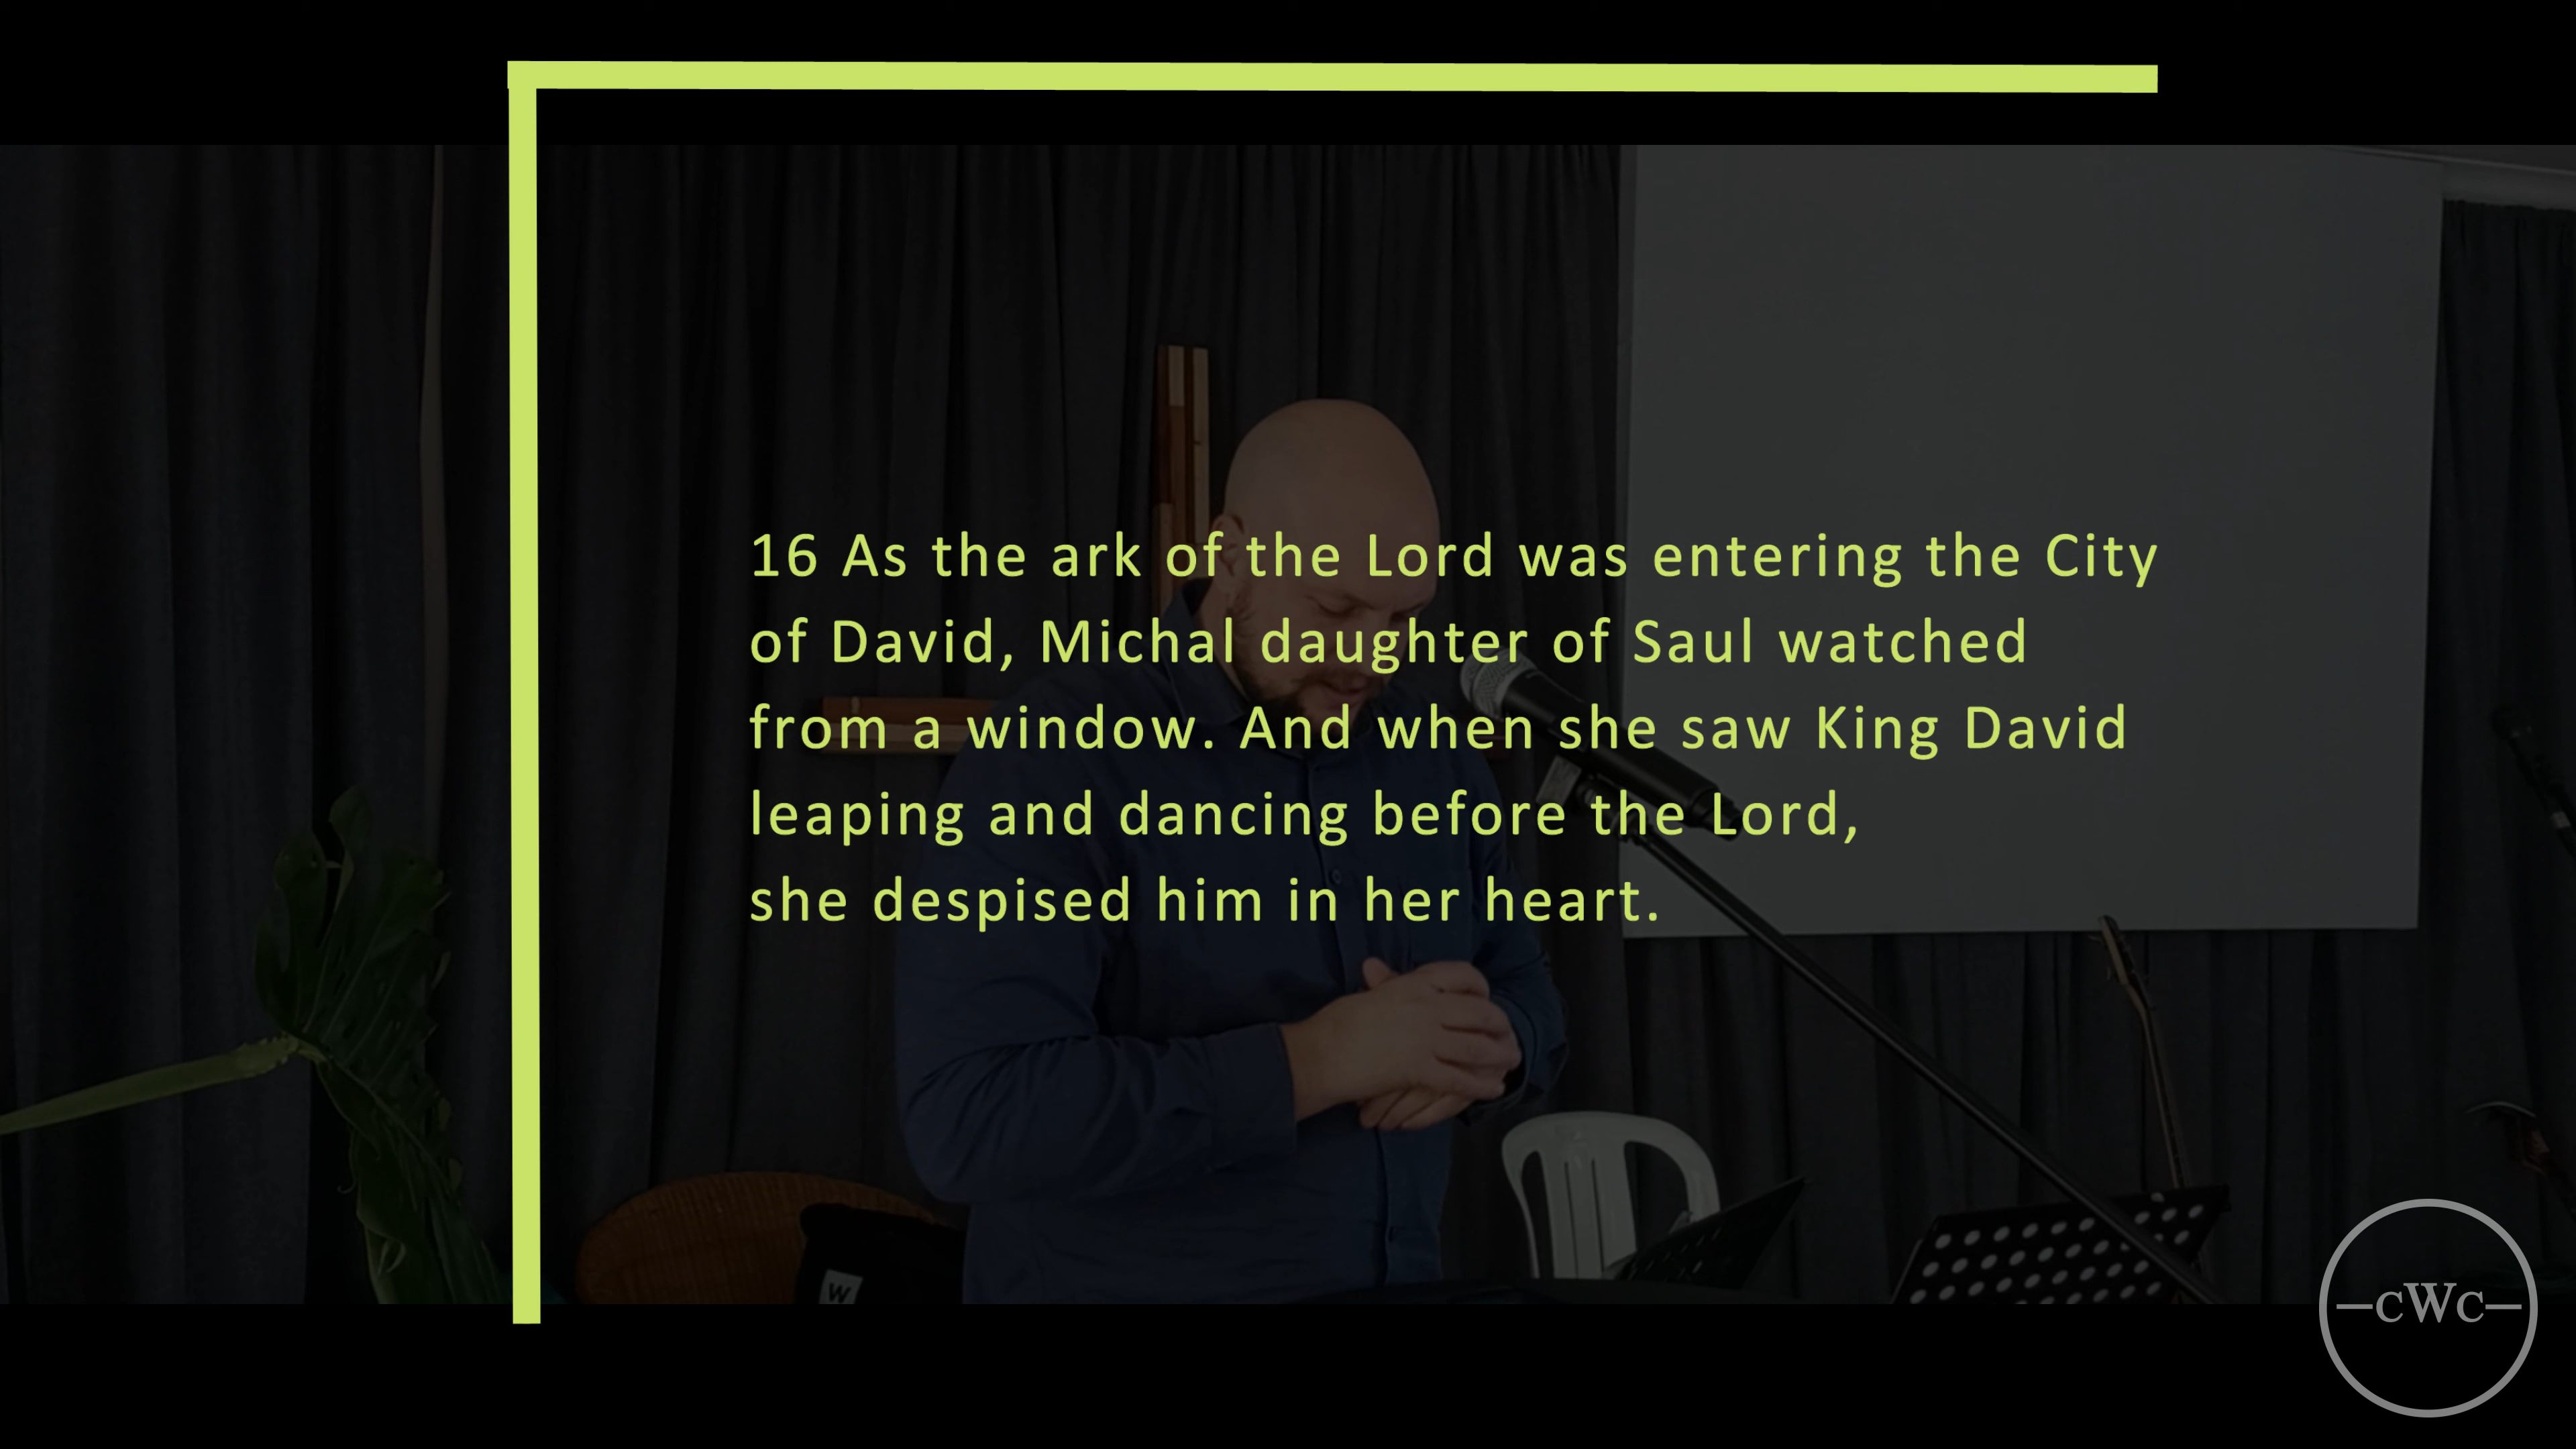 16 As the ark of the Lord was entering the City
of David, Michal daughter of Saul watched
from a window. And when she saw King David
leaping and dancing before the Lord,
she despised him in her heart.
W
CWC